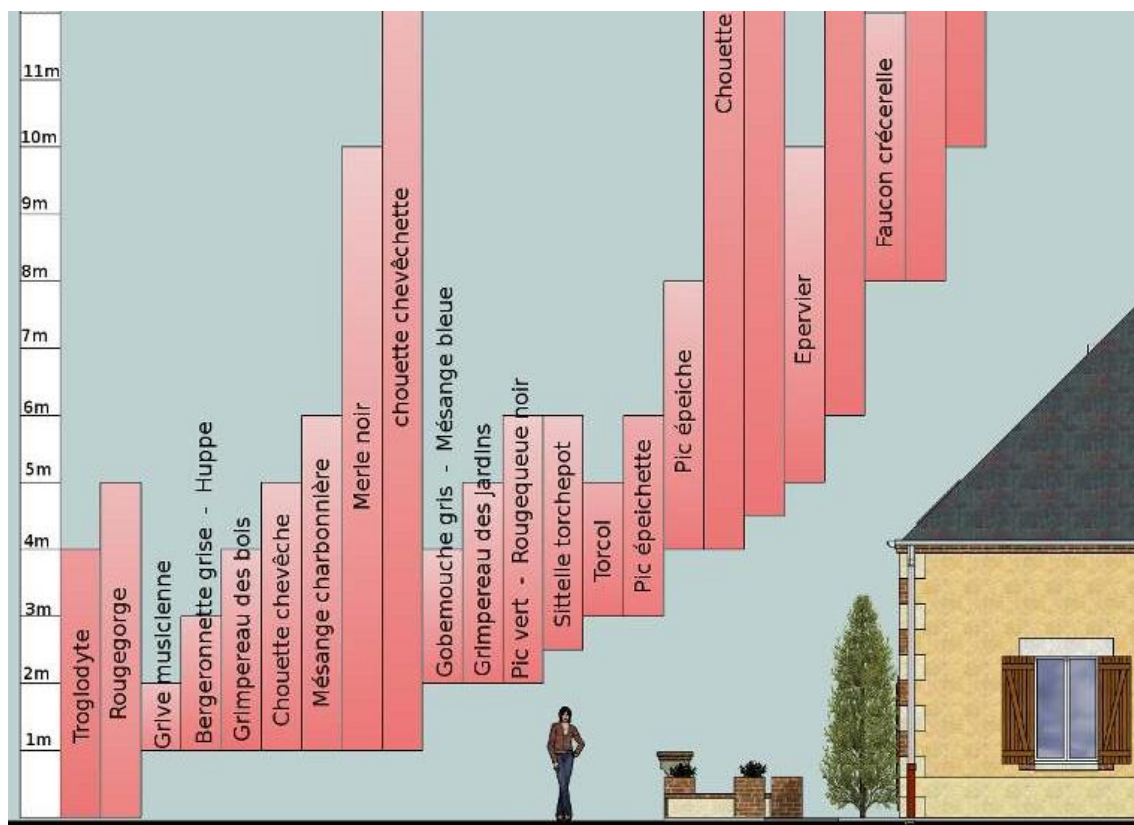 11m
10m
9m
8m
7m
6m
5m
4m
3m
2m
1m
Troglodyte
Rougegorge
Grive musicienne
Bergeronnette grise - Huppe
Grimpereau des bois
Chouette chevêche
Mésange charbonnière
Merle noir
chouette chevêchette
Gobemouche gris - Mésange bleue
Grimpereau des jardins
Pic vert - Rougequeue noir
Sittelle torchepot
Torcol
Pic épeichette
Pic épeiche
Chouette
Epervier
Faucon crécerelle